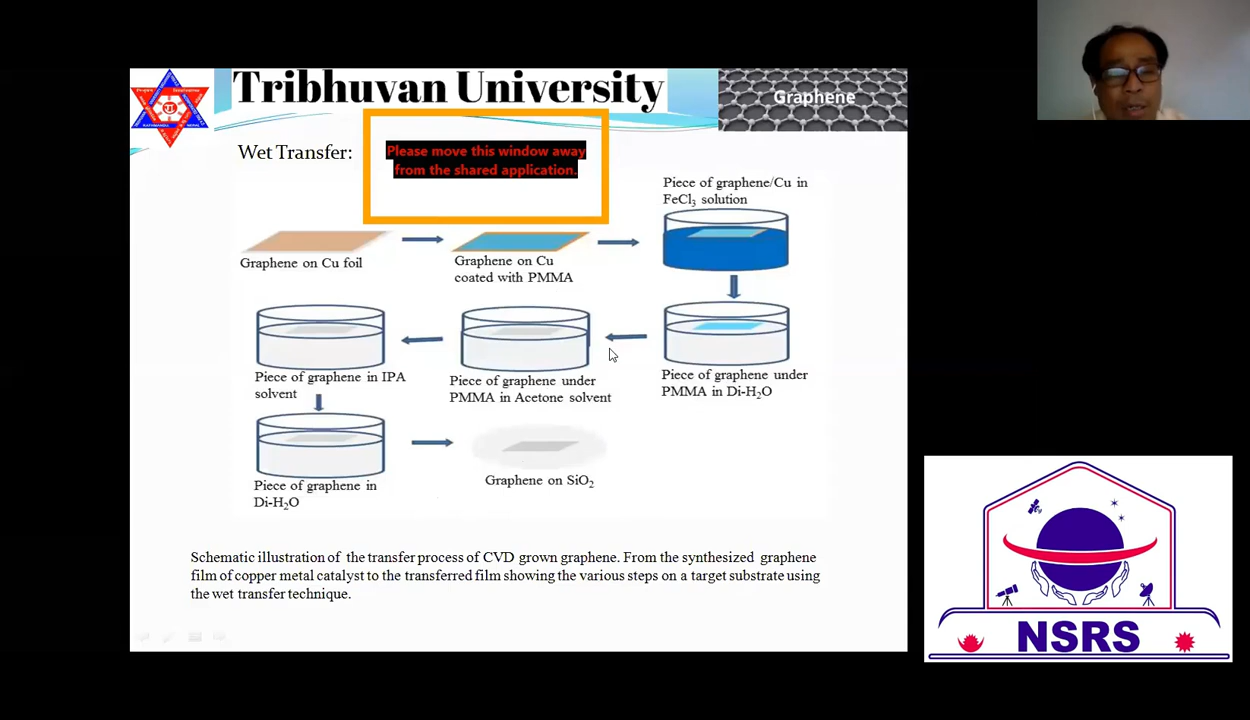 Tribhuvan University
Graphene
Wet Transfer:
Please move this window away
from the shared application.
Piece of graphene/Cu in
FeCl₃ solution
Graphene on Cu foil
Graphene on Cu
coated with PMMA
Piece of graphene in IPA
solvent
Piece of graphene under
PMMA in Acetone solvent
Piece of graphene under
PMMA in Di-H₂O
Piece of graphene in
Di-H₂O
Graphene on SiO₂
Schematic illustration of the transfer process of CVD grown graphene. From the synthesized graphene
film of copper metal catalyst to the transferred film showing the various steps on a target substrate using
the wet transfer technique.
NSRS